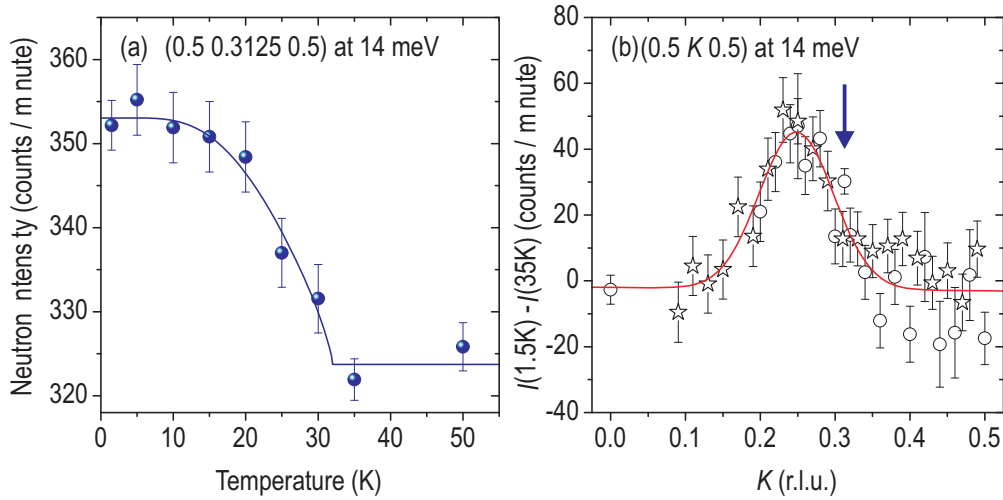 (a) (0.5 0.3125 0.5) at 14 meV
Neutron ntens ty (counts / m nute)
360
350
340
330
320
0 10 20 30 40 50
Temperature (K)
(b) (0.5 K 0.5) at 14 meV
I(1.5K) - I(35K) (counts / m nute)
80
60
40
20
0
-20
-40
0.0 0.1 0.2 0.3 0.4 0.5
K (r.l.u.)